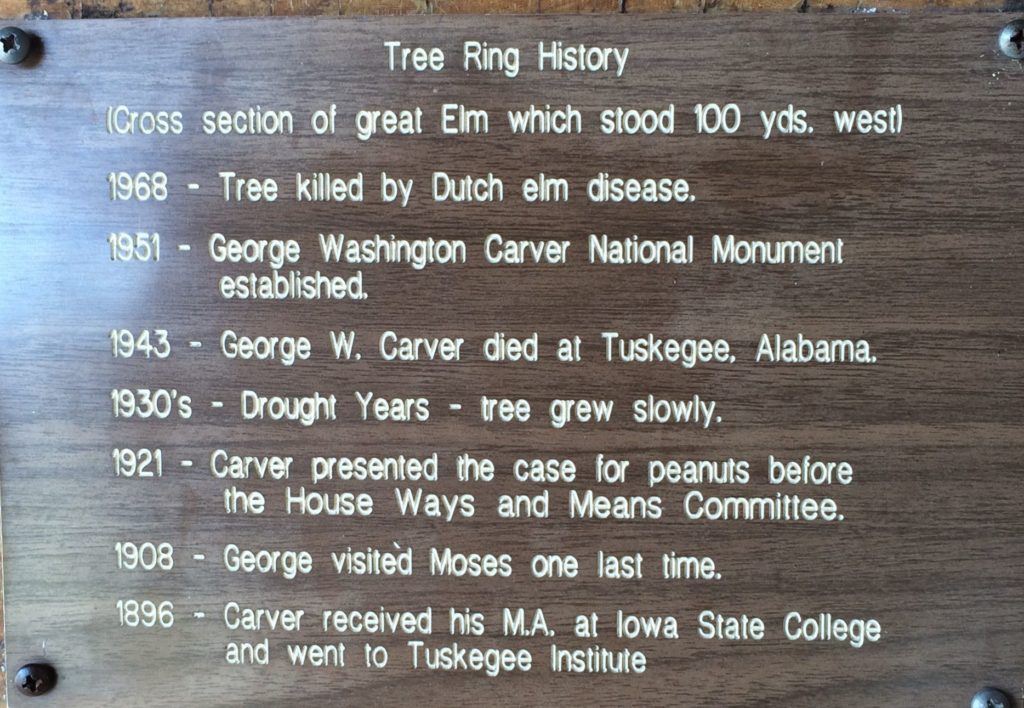 Tree Ring History
(Cross section of great Elm which stood 100 yds. west)
1968 - Tree killed by Dutch elm disease.
1951 - George Washington Carver National Monument
established.
1943 - George W. Carver died at Tuskegee, Alabama.
1930's - Drought Years - tree grew slowly.
1921 - Carver presented the case for peanuts before
the House Ways and Means Committee.
1908 - George visited Moses one last time.
1896 - Carver received his M.A. at Iowa State College
and went to Tuskegee Institute